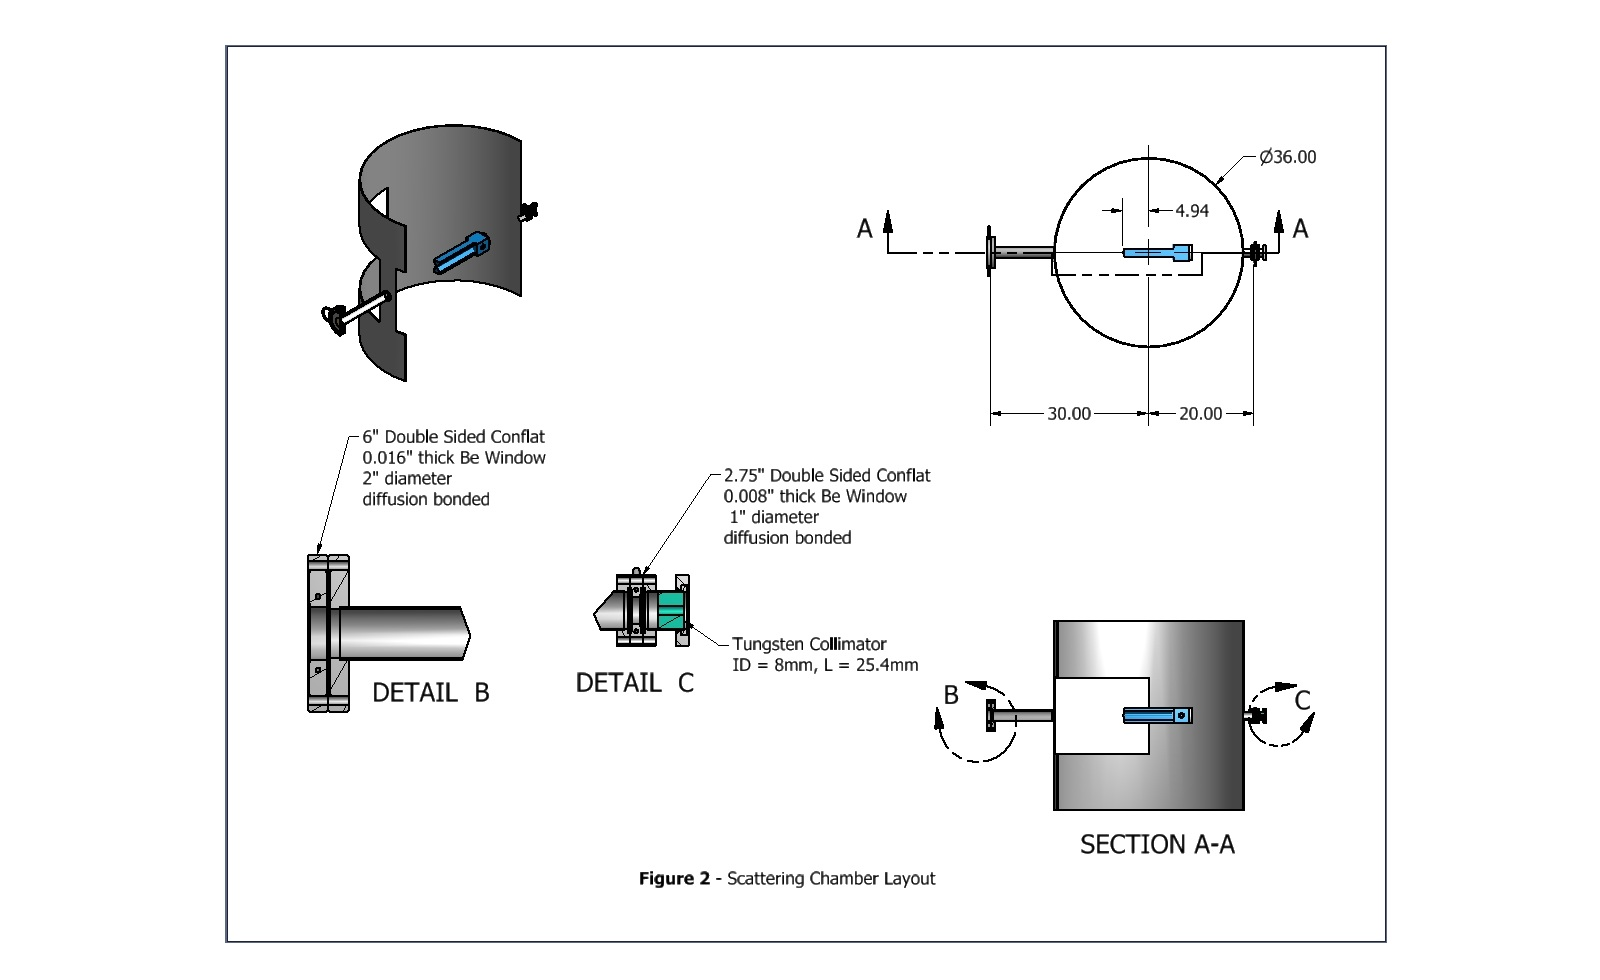 Ø36.00
4.94
A
A
30.00
20.00
6" Double Sided Conflat
0.016" thick Be Window
2" diameter
diffusion bonded
2.75" Double Sided Conflat
0.008" thick Be Window
1" diameter
diffusion bonded
Tungsten Collimator
ID = 8mm, L = 25.4mm
DETAIL B
DETAIL C
B
C
SECTION A-A
Figure 2 - Scattering Chamber Layout